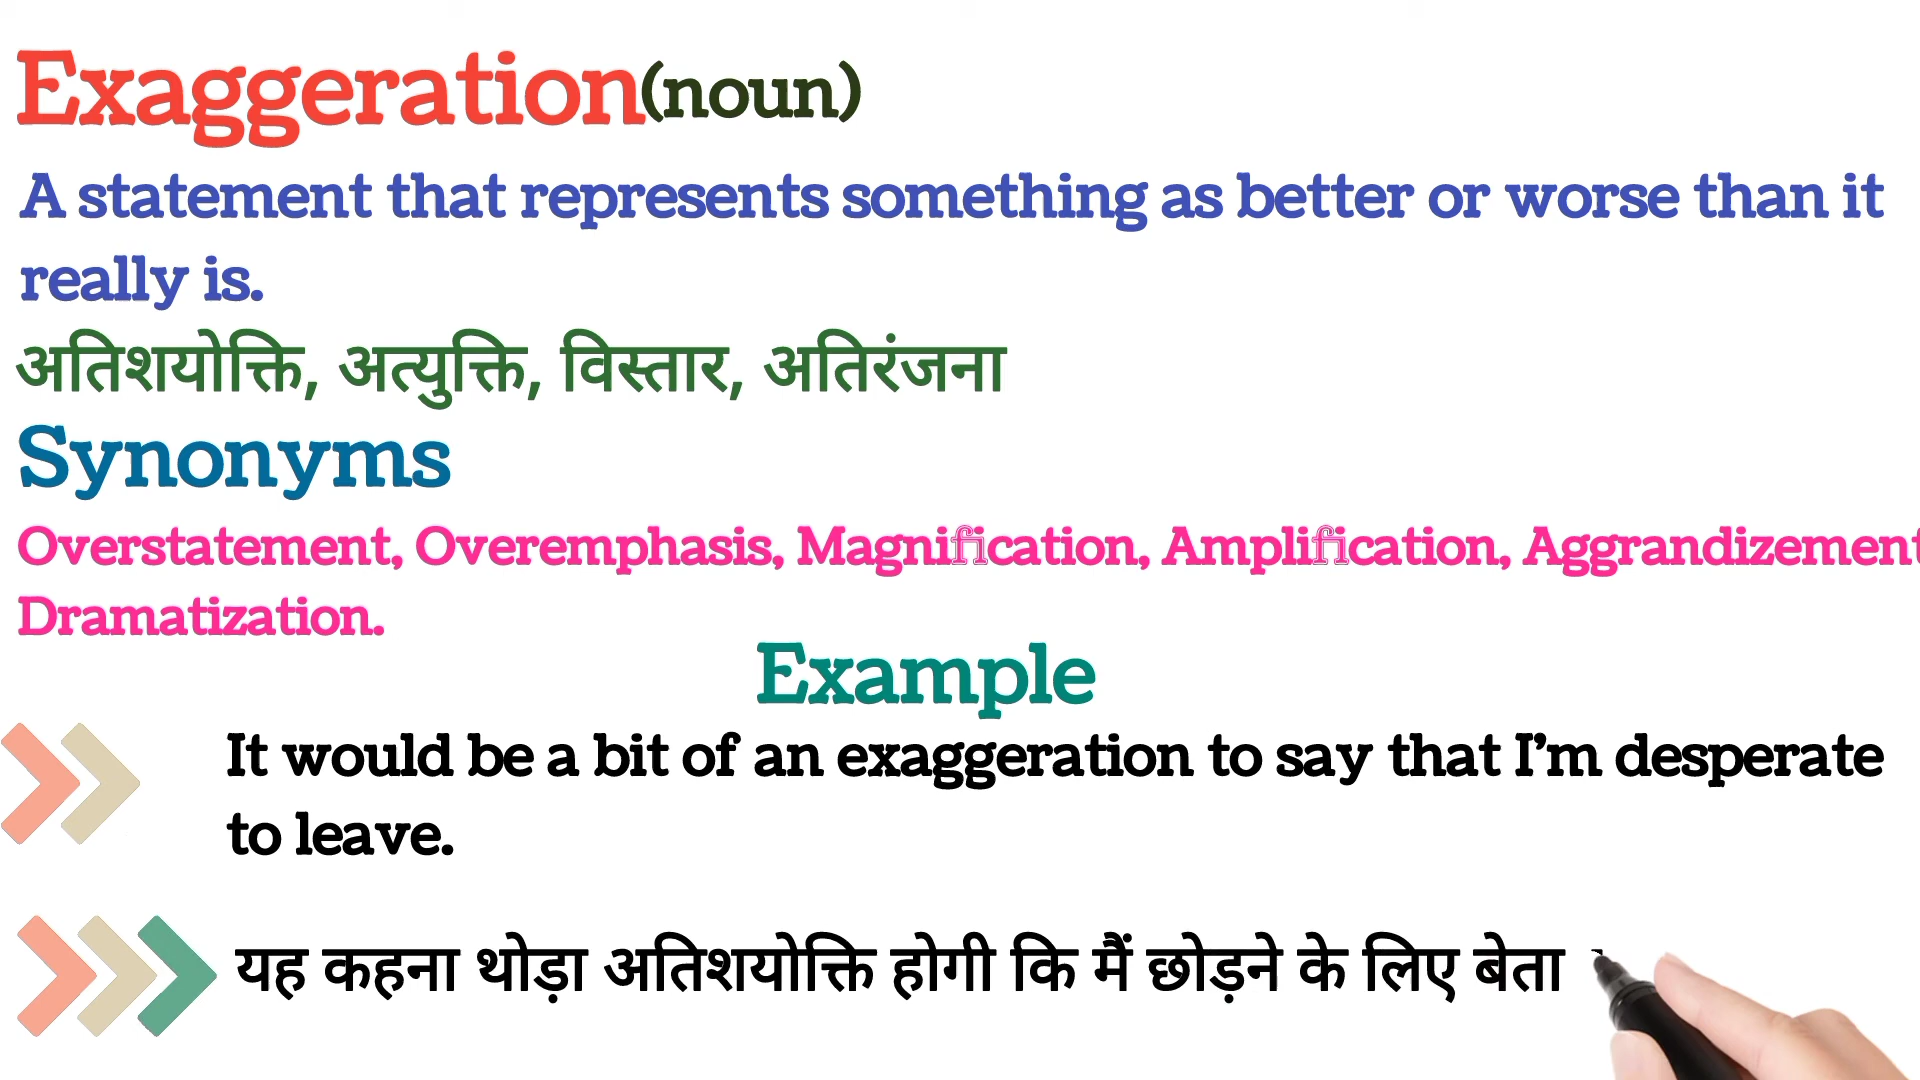 Exaggeration(noun)
A statement that represents something as better or worse than it
really is.
अतिशयोक्ति, अत्युक्ति, विस्तार, अतिरंजना
Synonyms
Overstatement, Overemphasis, Magnification, Amplification, Aggrandizement
Dramatization.
Example
It would be a bit of an exaggeration to say that I’m desperate
to leave.
यह कहना थोड़ा अतिशयोक्ति होगी कि मैं छोड़ने के लिए बेता